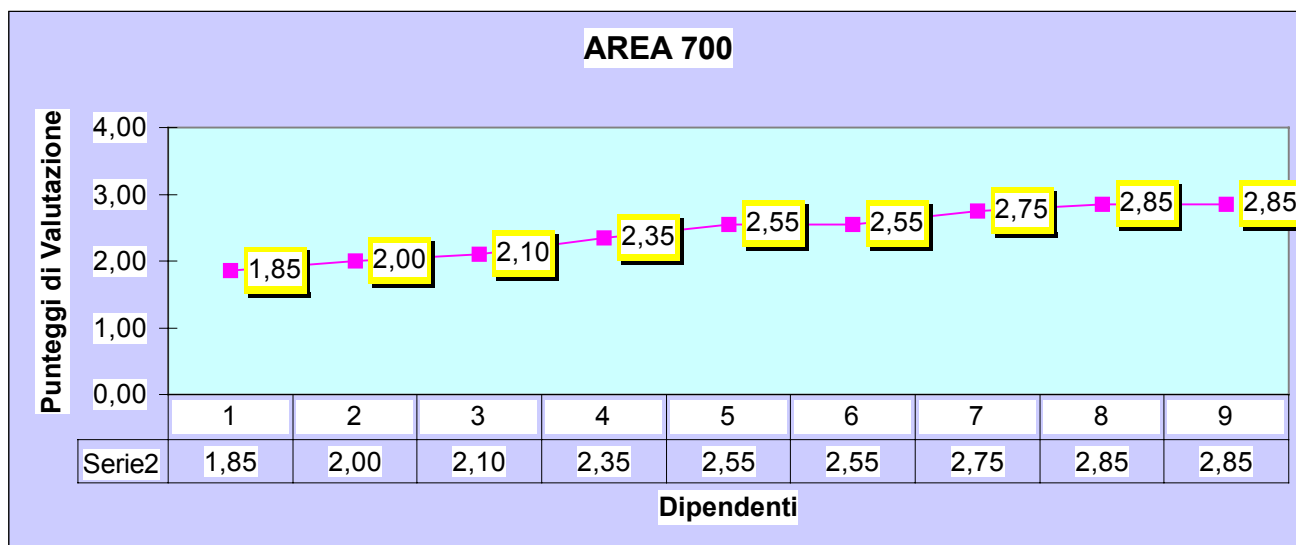 AREA 700
Punteggi di Valutazione
4,00
3,00
2,00
1,00
0,00
1,85
2,00
2,10
2,35
2,55
2,55
2,75
2,85
2,85
1 2 3 4 5 6 7 8 9
Serie2 1,85 2,00 2,10 2,35 2,55 2,55 2,75 2,85 2,85
Dipendenti